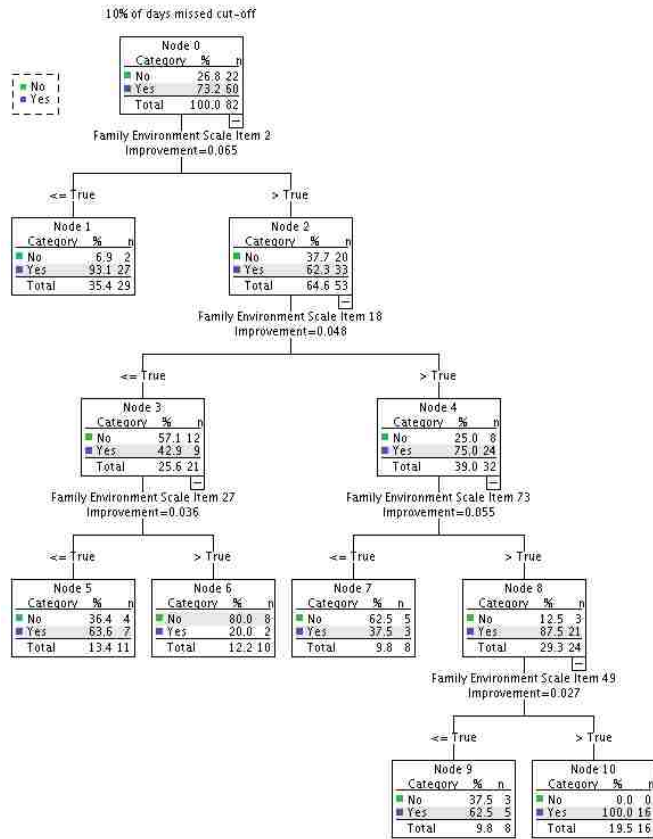 10% of days missed cut-off
No
Yes
Node 0
Category % n
No 26.8 22
Yes 73.2 60
Total 100.0 82
Family Environment Scale Item 2
Improvement=0.065
<= True
> True
Node 1
Category % n
No 6.9 2
Yes 93.1 27
Total 35.4 29
Node 2
Category % n
No 37.7 20
Yes 62.3 33
Total 64.6 53
Family Environment Scale Item 18
Improvement=0.048
<= True
> True
Node 3
Category % n
No 57.1 12
Yes 42.9 9
Total 25.6 21
Node 4
Category % n
No 25.0 8
Yes 75.0 24
Total 39.0 32
Family Environment Scale Item 27
Improvement=0.036
Family Environment Scale Item 73
Improvement=0.055
<= True
> True
<= True
> True
Node 5
Category % n
No 36.4 4
Yes 63.6 7
Total 13.4 11
Node 6
Category % n
No 80.0 8
Yes 20.0 2
Total 12.2 10
Node 7
Category % n
No 62.5 5
Yes 37.5 3
Total 9.8 8
Node 8
Category % n
No 12.5 3
Yes 87.5 21
Total 29.3 24
Family Environment Scale Item 49
Improvement=0.027
<= True
> True
Node 9
Category % n
No 37.5 3
Yes 62.5 5
Total 9.8 8
Node 10
Category % n
No 0.0 0
Yes 100.0 16
Total 19.5 16